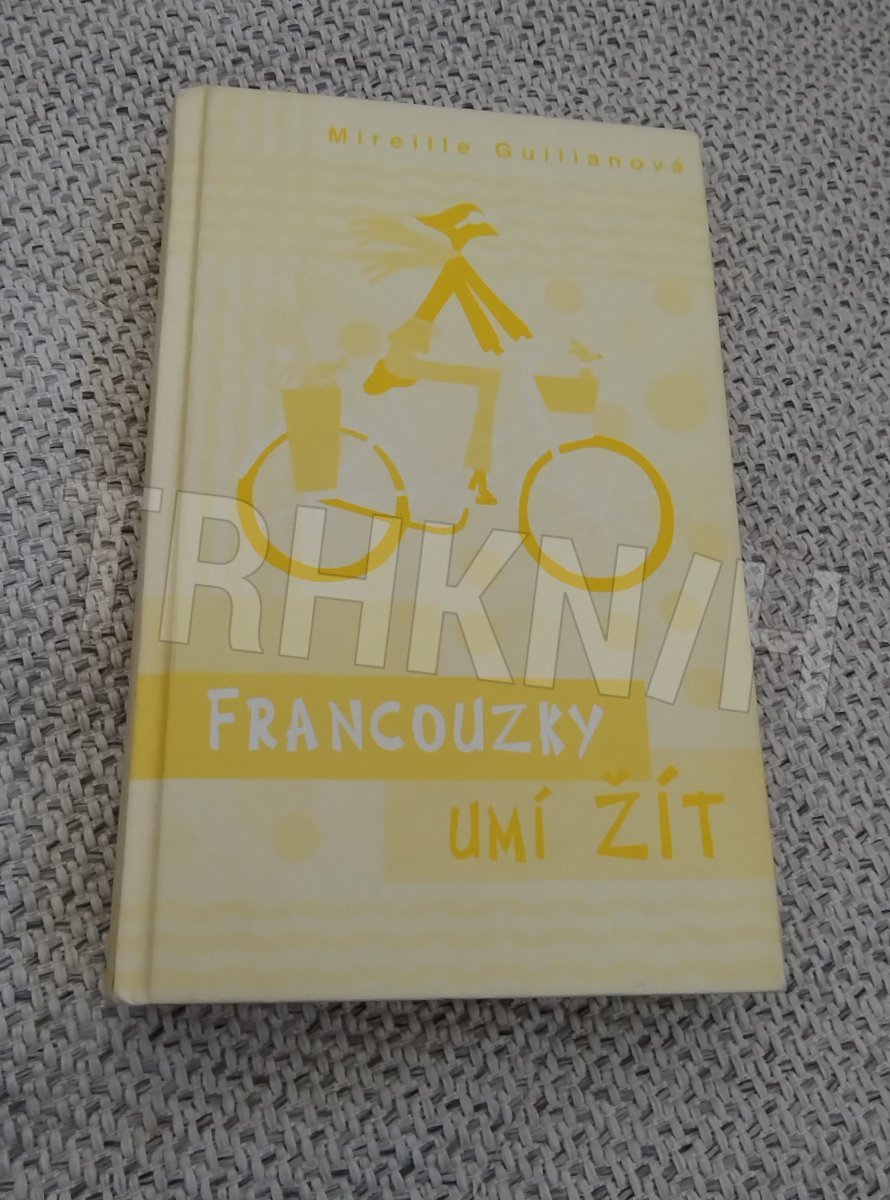 Mireille Guilianová
TRHKNIH
FRANCOUZKY
UMÍ ŽÍT